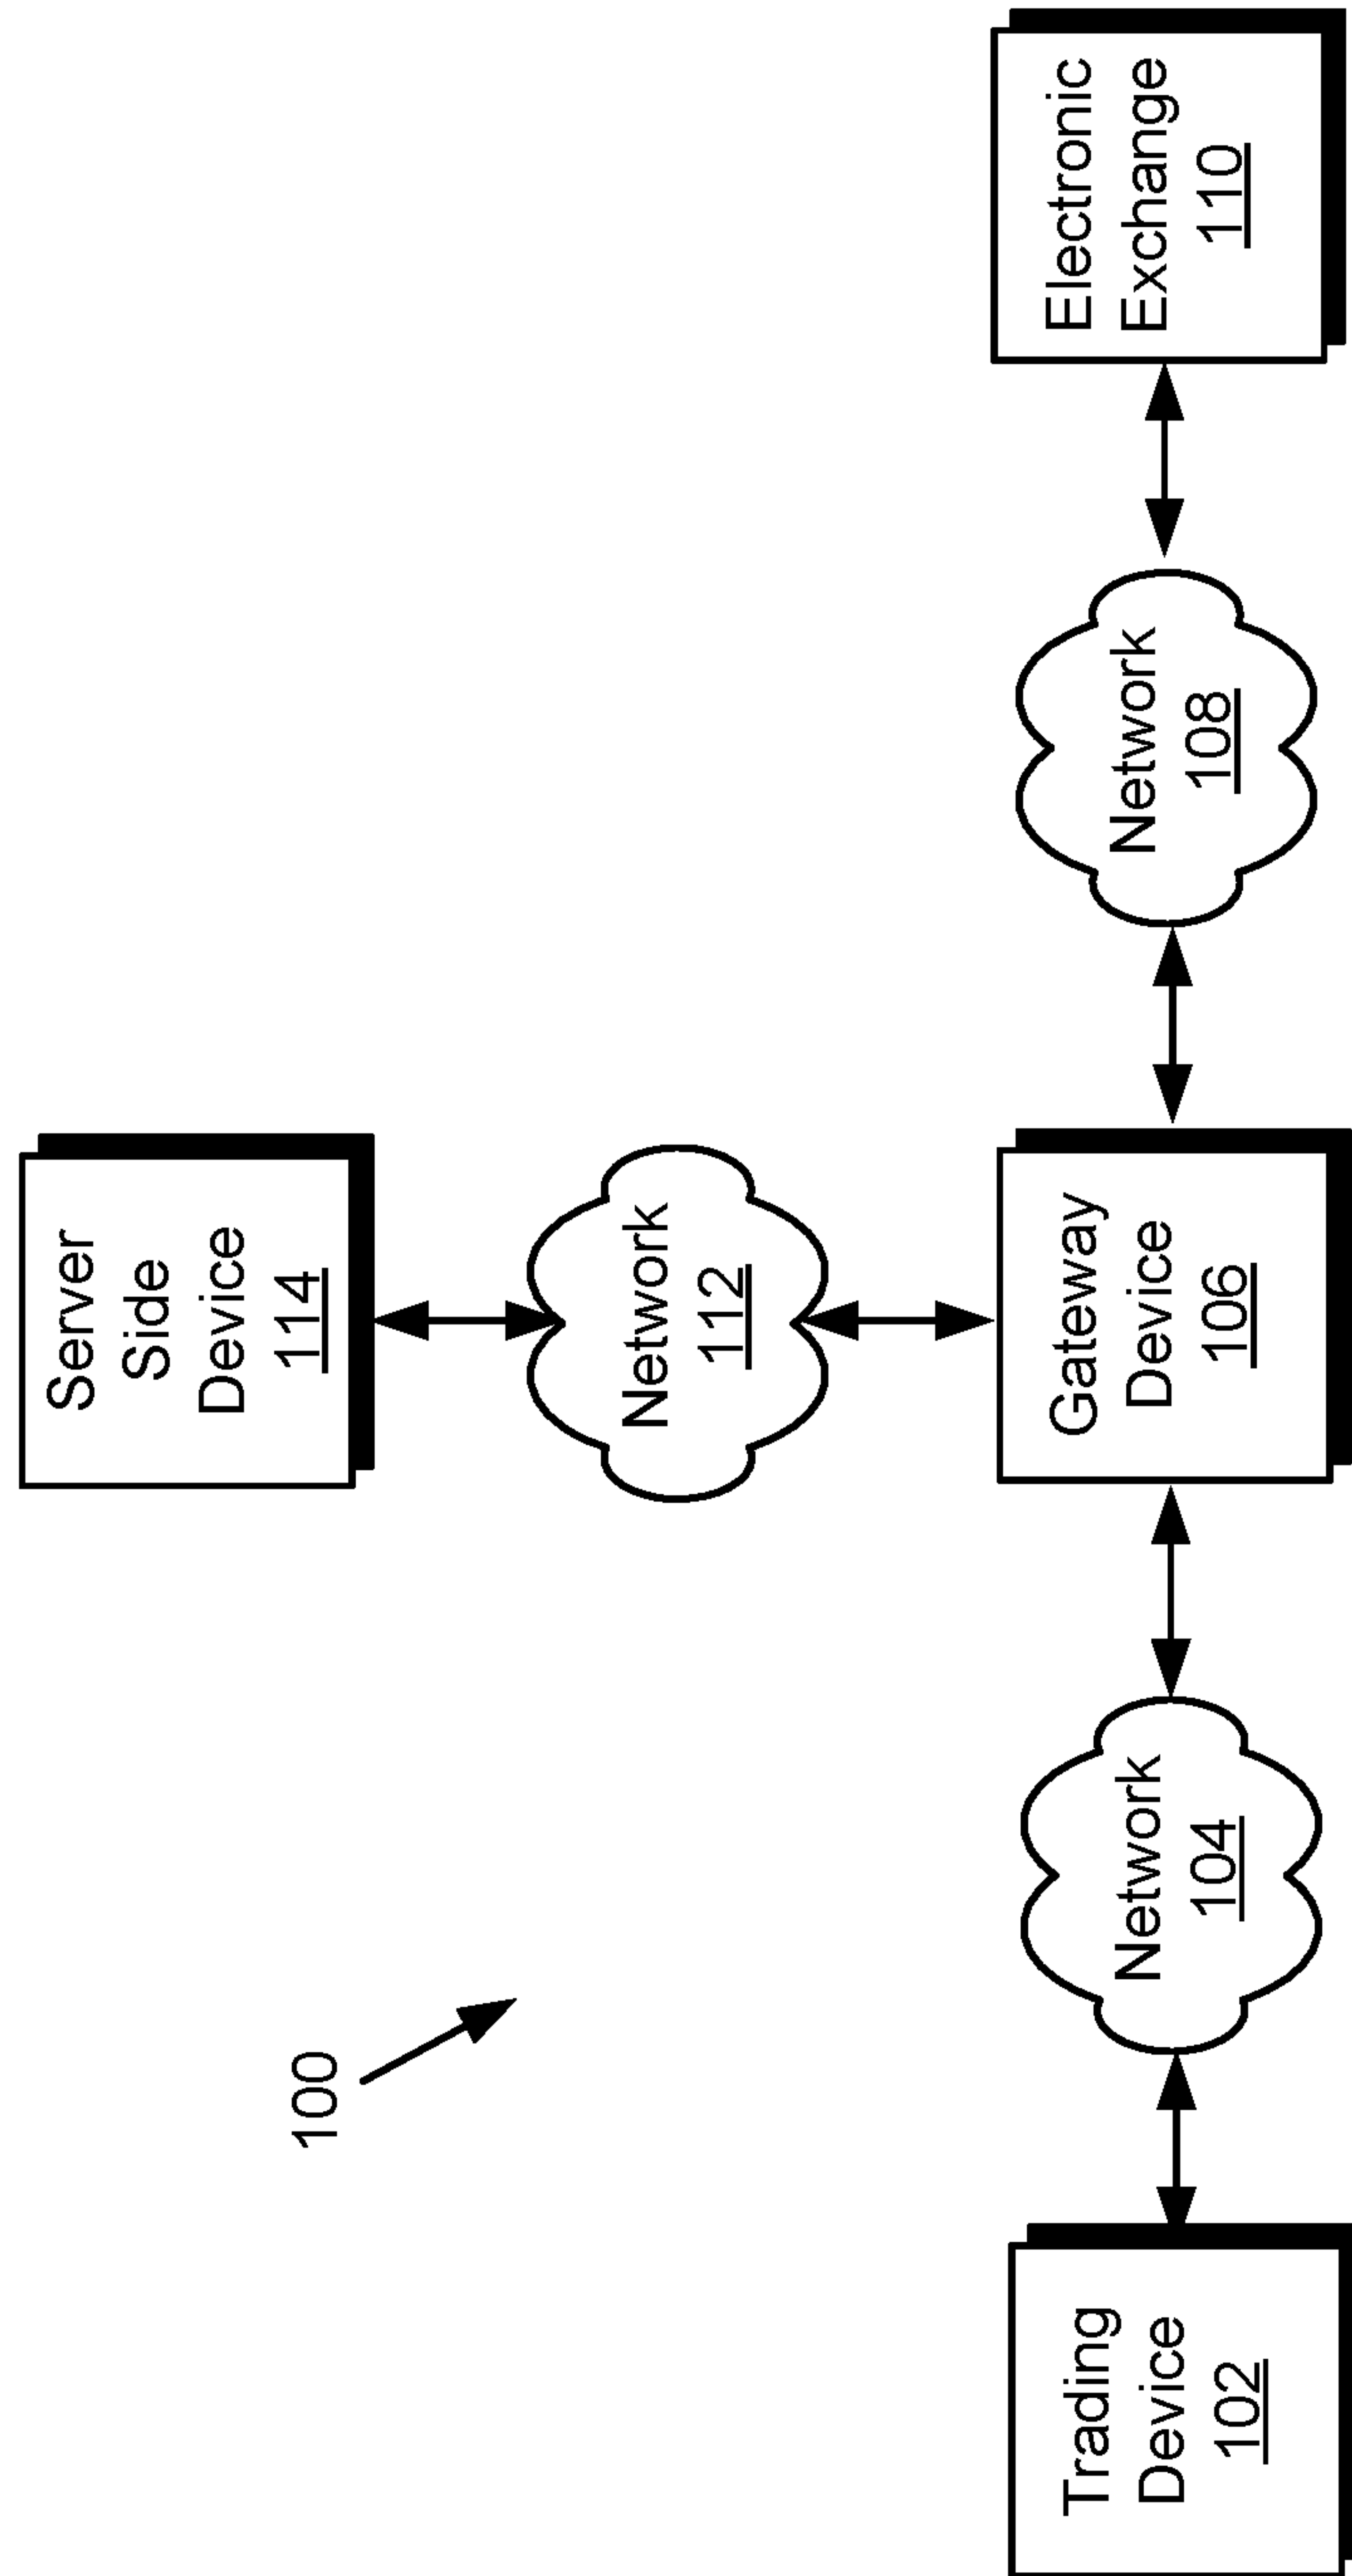 100
Server
Side
Device
114
Network
112
Trading
Device
102
Network
104
Gateway
Device
106
Network
108
Electronic
Exchange
110